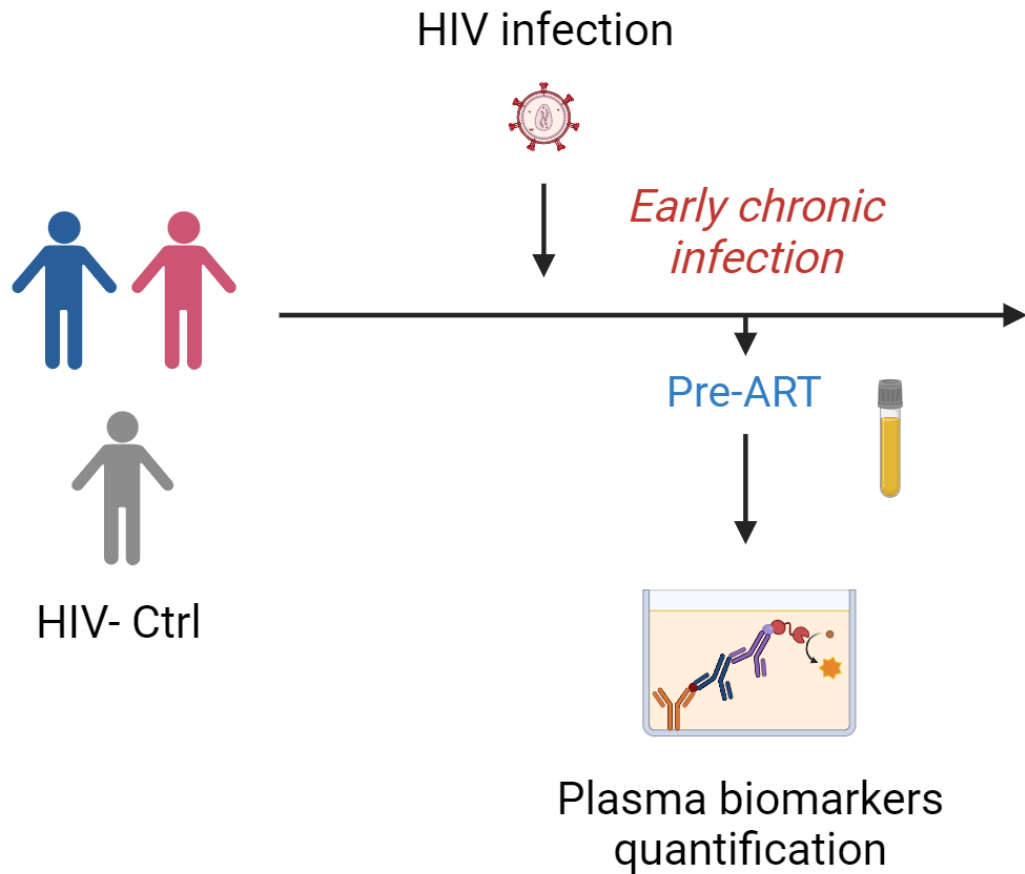 HIV infection
Early chronic
infection
Pre-ART
HIV- Ctrl
Plasma biomarkers
quantification